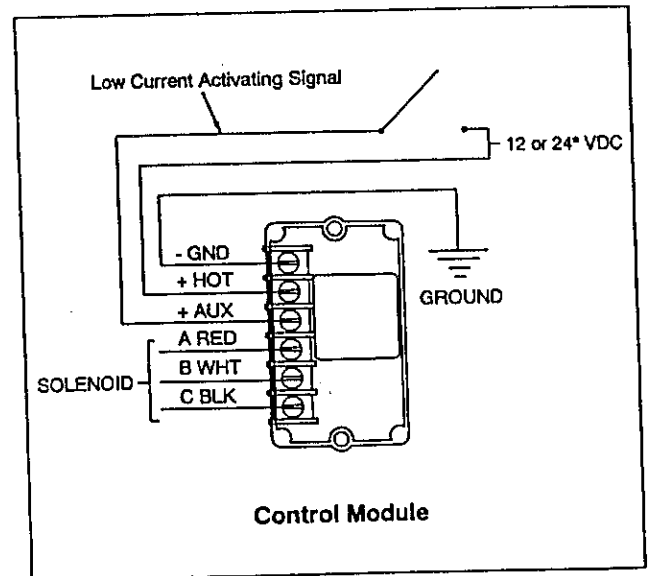 Low Current Activating Signal
12 or 24* VDC
- GND
+ HOT
GROUND
+ AUX
A RED
B WHT
SOLENOID
C BLK
Control Module